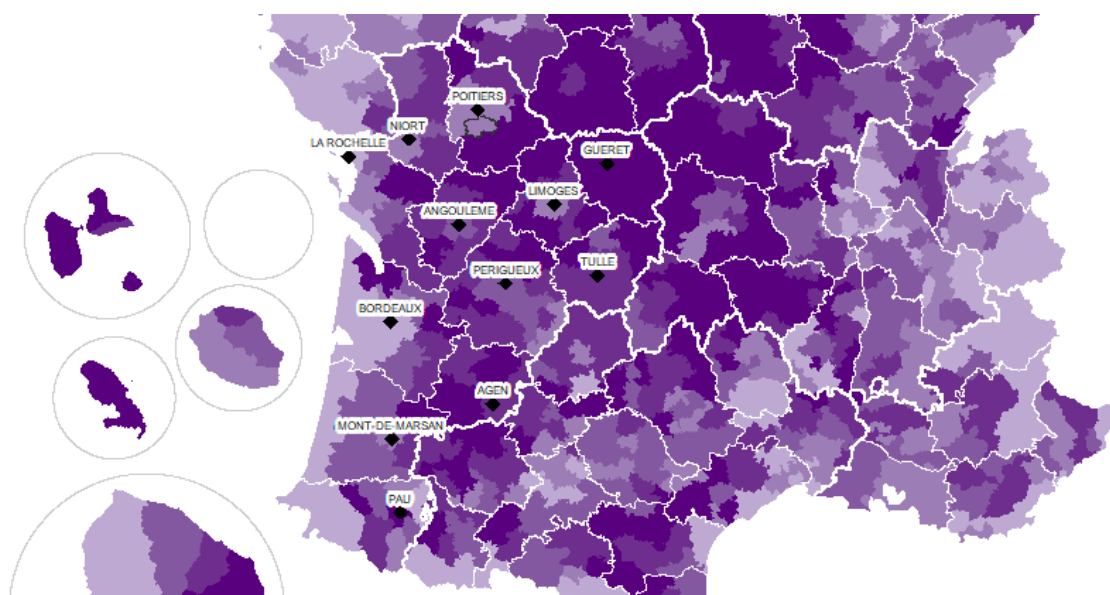 POITIERS
NIORT
LA ROCHELLE
GUERET
LIMOGES
ANGOULEME
TULLE
PERIGUEUX
BORDEAUX
AGEN
MONT-DE-MARSAN
PAU